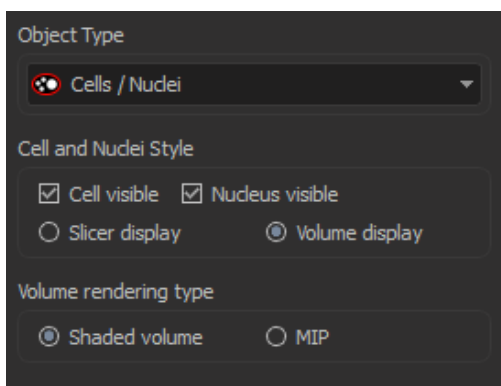 Object Type
Cells / Nuclei
Cell and Nuclei Style
Cell visible Nucleus visible
Slicer display Volume display
Volume rendering type
Shaded volume MIP